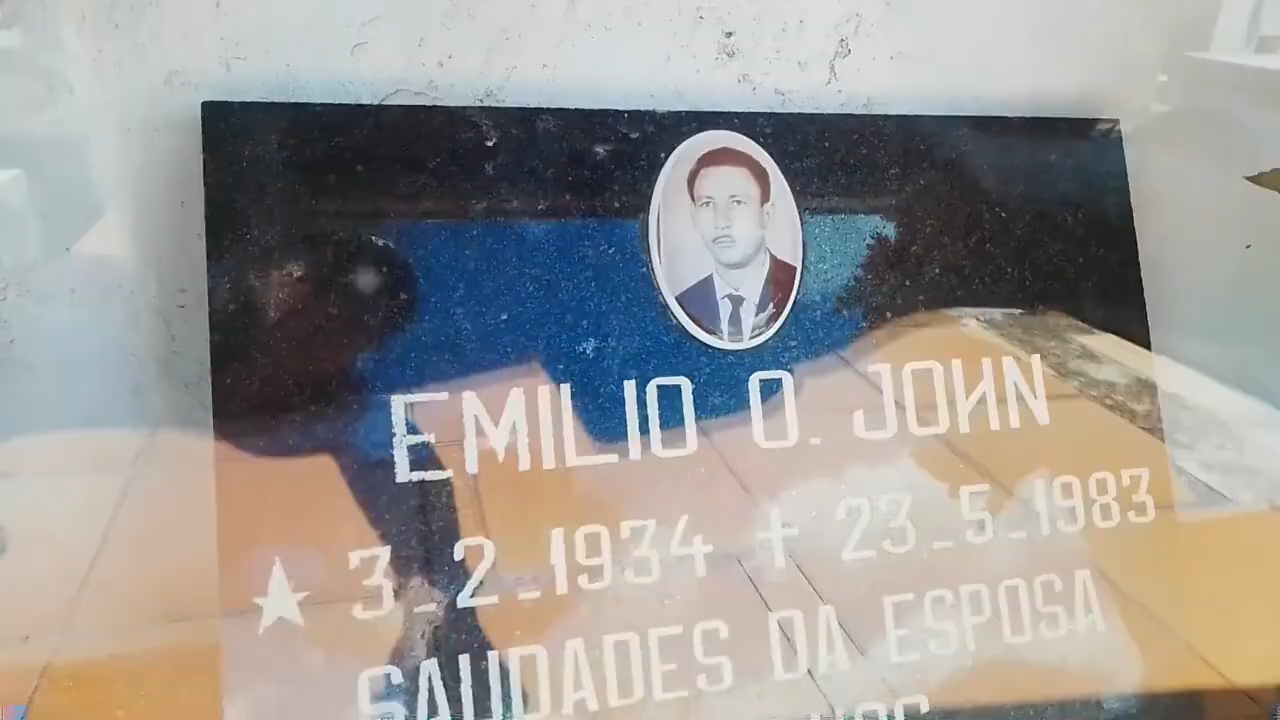 EMILIO O. JOHN
★ 3_2_1934 ✝ 23_5_1983
SAUDADES DA ESPOSA